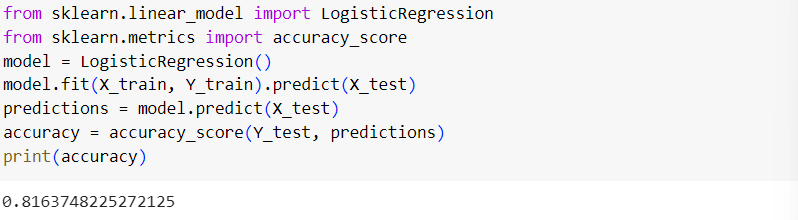 from sklearn.linear_model import LogisticRegression
from sklearn.metrics import accuracy_score
model = LogisticRegression()
model.fit(X_train, Y_train).predict(X_test)
predictions = model.predict(X_test)
accuracy = accuracy_score(Y_test, predictions)
print(accuracy)
0.8163748225272125